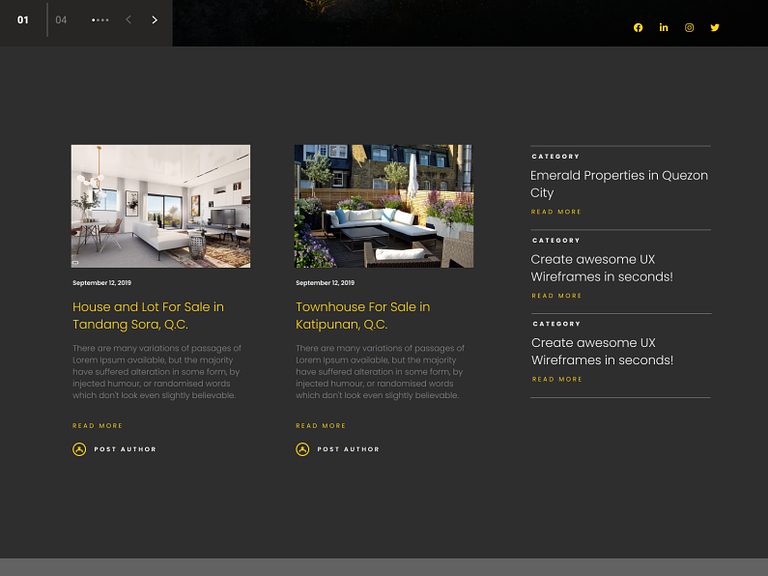 01
04
September 12, 2019
House and Lot For Sale in
Tandang Sora, Q.C.
There are many variations of passages of
Lorem Ipsum available, but the majority
have suffered alteration in some form, by
injected humour, or randomised words
which don't look even slightly believable.
READ MORE
POST AUTHOR
September 12, 2019
Townhouse For Sale in
Katipunan, Q.C.
There are many variations of passages of
Lorem Ipsum available, but the majority
have suffered alteration in some form, by
injected humour, or randomised words
which don't look even slightly believable.
READ MORE
POST AUTHOR
CATEGORY
Emerald Properties in Quezon
City
READ MORE
CATEGORY
Create awesome UX
Wireframes in seconds!
READ MORE
CATEGORY
Create awesome UX
Wireframes in seconds!
READ MORE